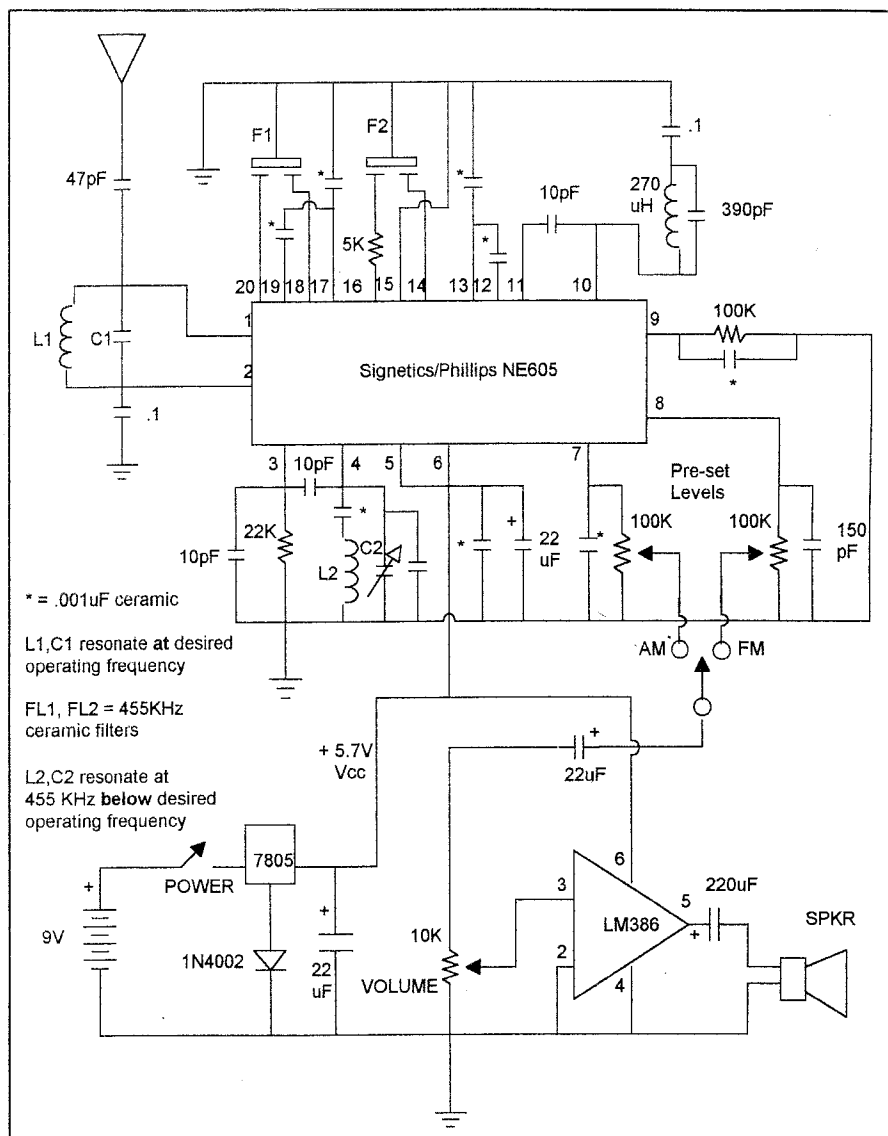 F1
F2
.1
47pF
*
10pF
270
uH
390pF
*
5K
*
*
20
19
18
17
16
15
14
13
12
11
10
L1
C1
1
9
100K
Signetics/Phillips NE605
2
*
8
.1
3
10pF
4
5
6
7
Pre-set
Levels
22K
*
+
100K
100K
10pF
C2
*
22
uF
*
150
pF
L2
* = .001uF ceramic
AM
FM
L1,C1 resonate at desired
operating frequency
FL1, FL2 = 455KHz
ceramic filters
+ 5.7V
Vcc
+
22uF
L2,C2 resonate at
455 KHz below desired
operating frequency
7805
6
+
POWER
+
3
5
220uF
LM386
SPKR
9V
10K
+
1N4002
22
uF
2
VOLUME
4